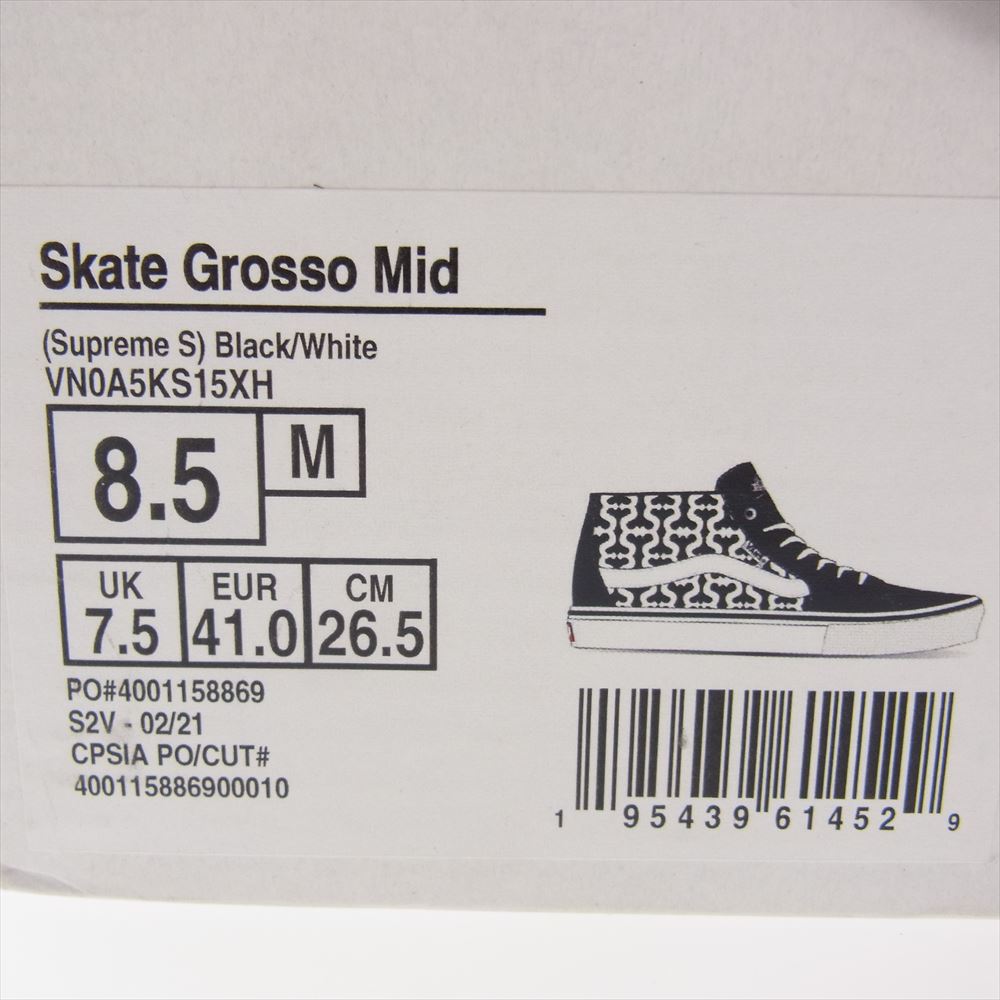 Skate Grosso Mid
(Supreme S) Black/White
VN0A5KS15XH
8.5 M
UK EUR CM
7.5 41.0 26.5
PO#4001158869
S2V - 02/21
CPSIA PO/CUT#
400115886900010
1 95439 61452 9